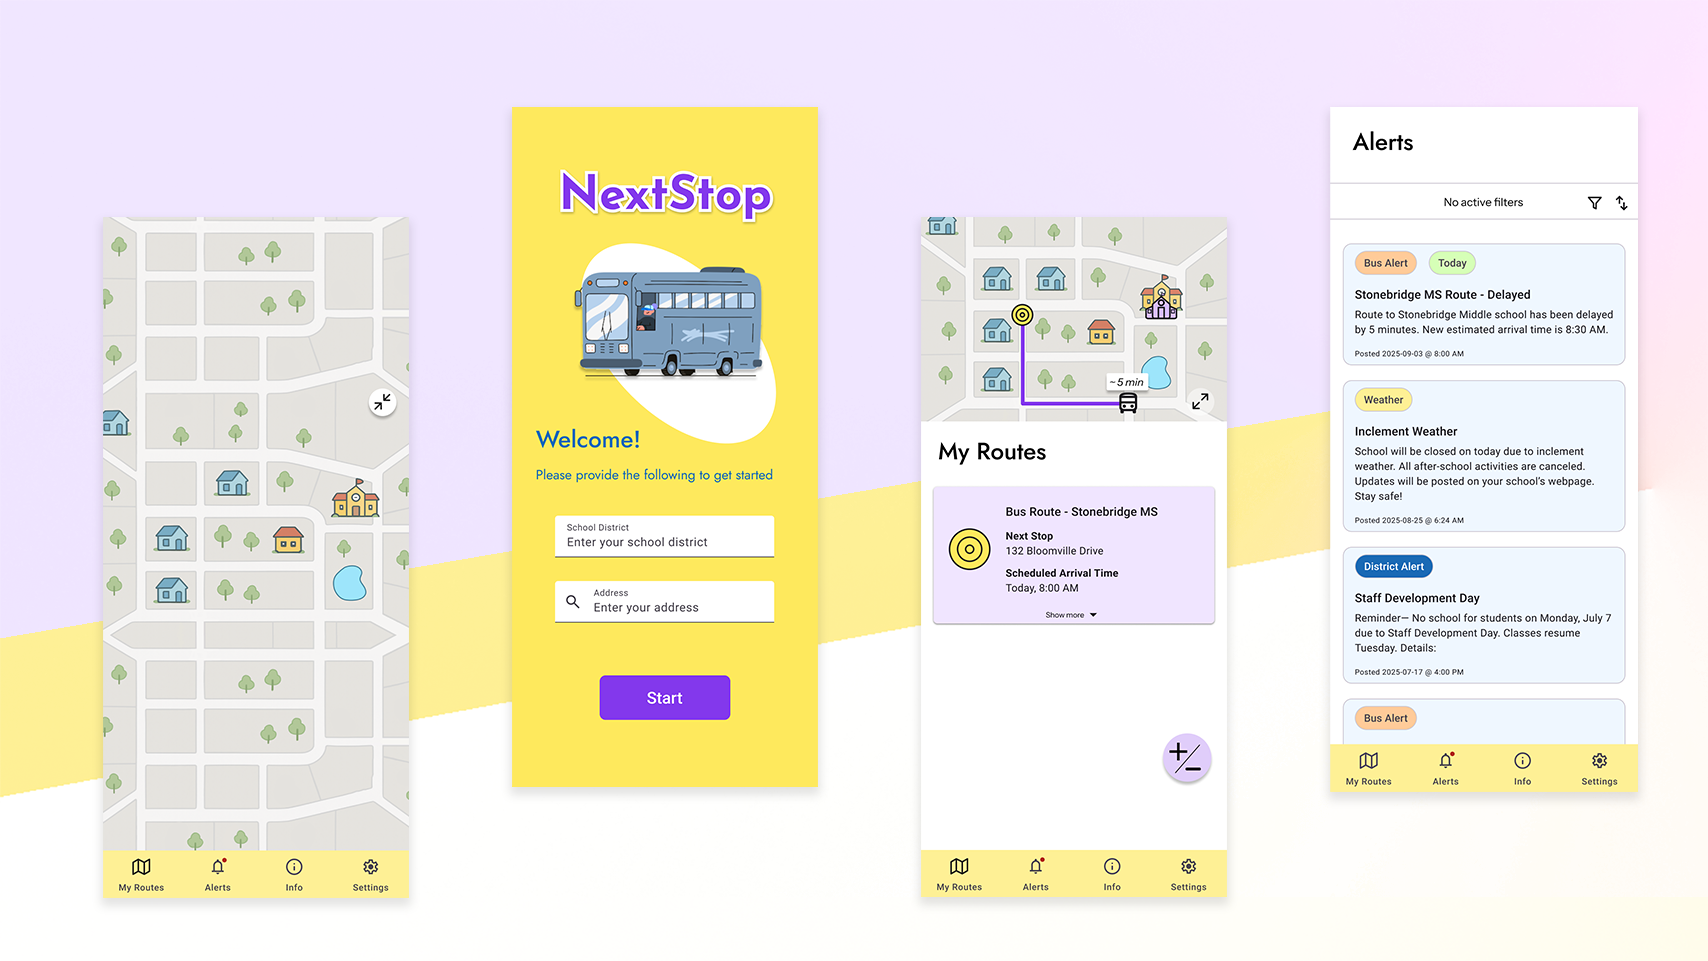 My Routes
Alerts
Info
Settings
NextStop
Welcome!
Please provide the following to get started
School District
Enter your school district
Address
Enter your address
Start
~5 min
My Routes
Bus Route - Stonebridge MS
Next Stop
132 Bloomville Drive
Scheduled Arrival Time
Today, 8:00 AM
Show more
My Routes
Alerts
Info
Settings
Alerts
No active filters
Bus Alert
Today
Stonebridge MS Route - Delayed
Route to Stonebridge Middle school has been delayed
by 5 minutes. New estimated arrival time is 8:30 AM.
Posted 2025-09-03 @ 8:00 AM
Weather
Inclement Weather
School will be closed on today due to inclement
weather. All after-school activities are canceled.
Updates will be posted on your school's webpage.
Stay safe!
Posted 2025-08-25 @ 6:24 AM
District Alert
Staff Development Day
Reminder— No school for students on Monday, July 7
due to Staff Development Day. Classes resume
Tuesday. Details:
Posted 2025-07-17 @ 4:00 PM
Bus Alert
My Routes
Alerts
Info
Settings